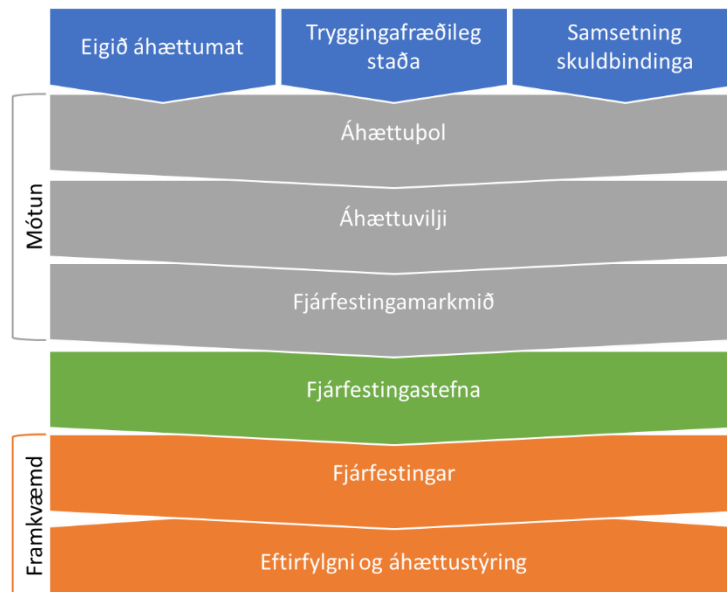 Eigið áhættumat
Tryggingafræðileg
staða
Samsetning
skuldbindinga
Mótun
Áhættuþol
Áhættuvilji
Fjárfestingamarkmið
Fjárfestingastefna
Framkvæmd
Fjárfestingar
Eftirfylgni og áhættustýring